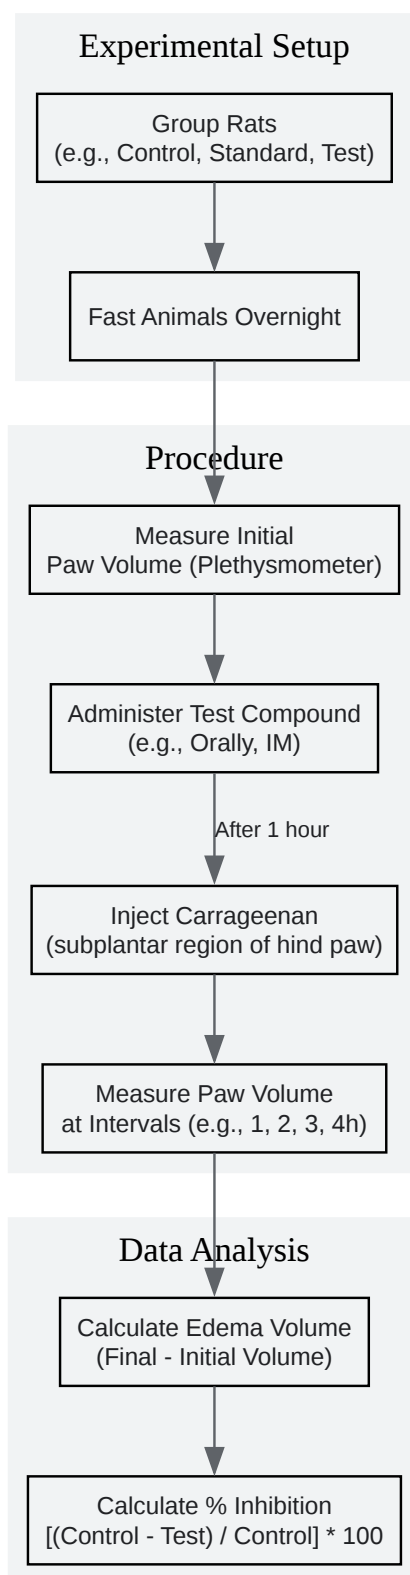 Experimental Setup
Group Rats
(e.g., Control, Standard, Test)
Fast Animals Overnight
Procedure
Measure Initial
Paw Volume (Plethysmometer)
Administer Test Compound
(e.g., Orally, IM)
After 1 hour
Inject Carrageenan
(subplantar region of hind paw)
Measure Paw Volume
at Intervals (e.g., 1, 2, 3, 4h)
Data Analysis
Calculate Edema Volume
(Final - Initial Volume)
Calculate % Inhibition
[(Control - Test) / Control] * 100